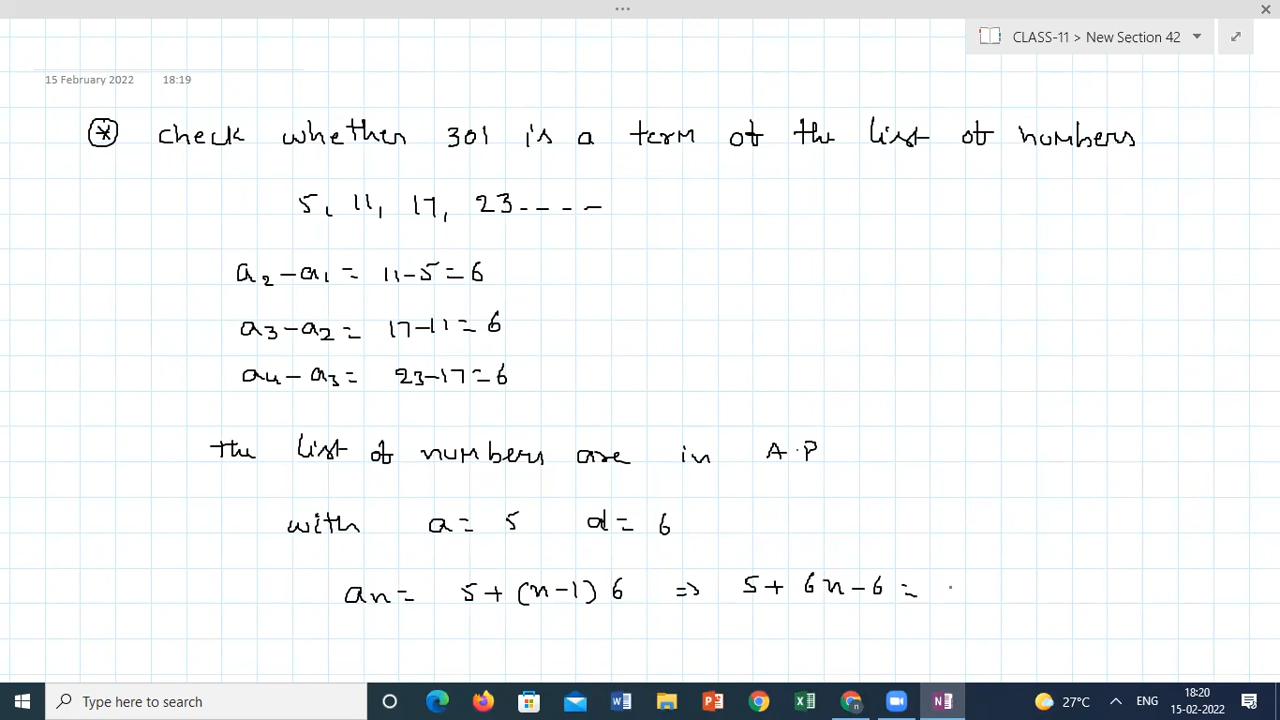 CLASS-11 > New Section 42
15 February 2022 18:19
* check whether 301 is a term of the list of numbers
5, 11, 17, 23----
a2-a1 = 11-5=6
a3-a2 = 17-11=6
a4-a3 = 23-17=6
The list of numbers are in A.P
with a= 5 d= 6
an= 5+(n-1)6 => 5+6n-6=
Type here to search
27°C
ENG
18:20
15-02-2022